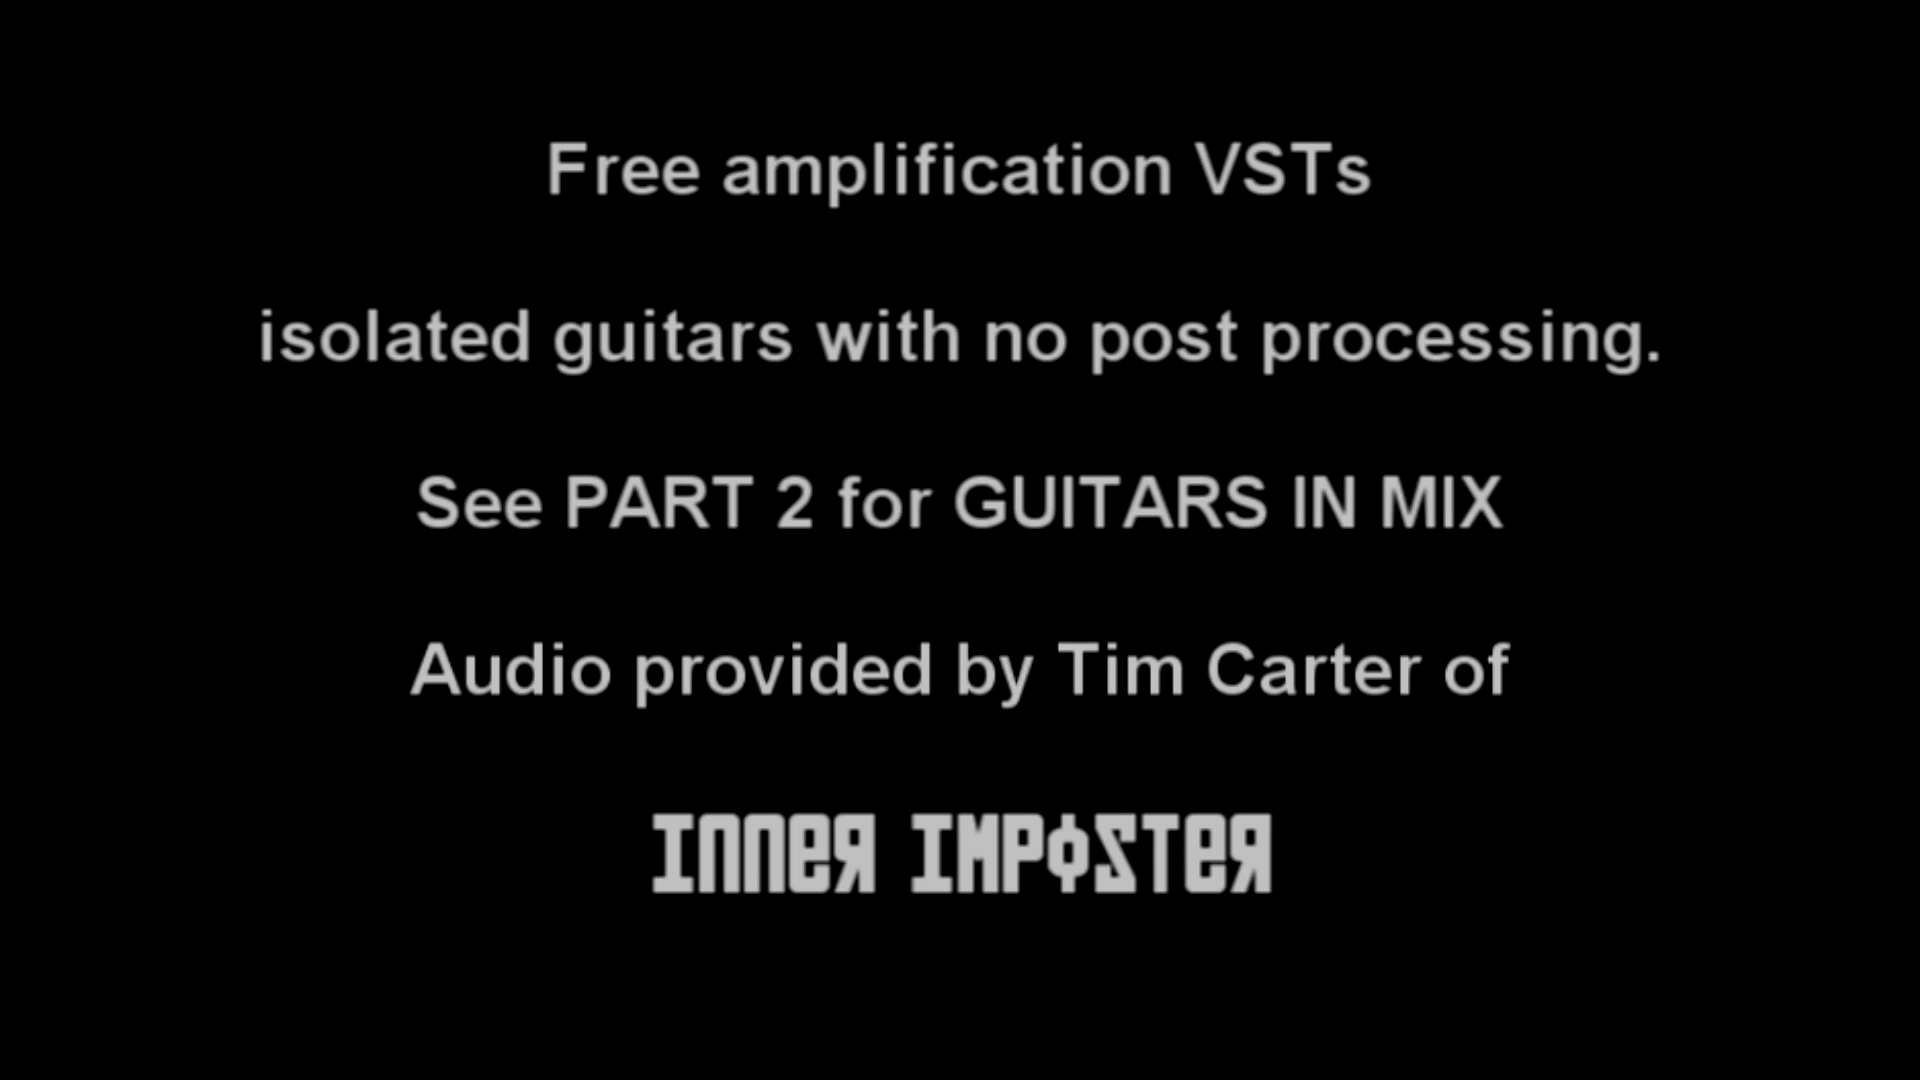 Free amplification VSTs
isolated guitars with no post processing.
See PART 2 for GUITARS IN MIX
Audio provided by Tim Carter of
INNER IMPOSTER